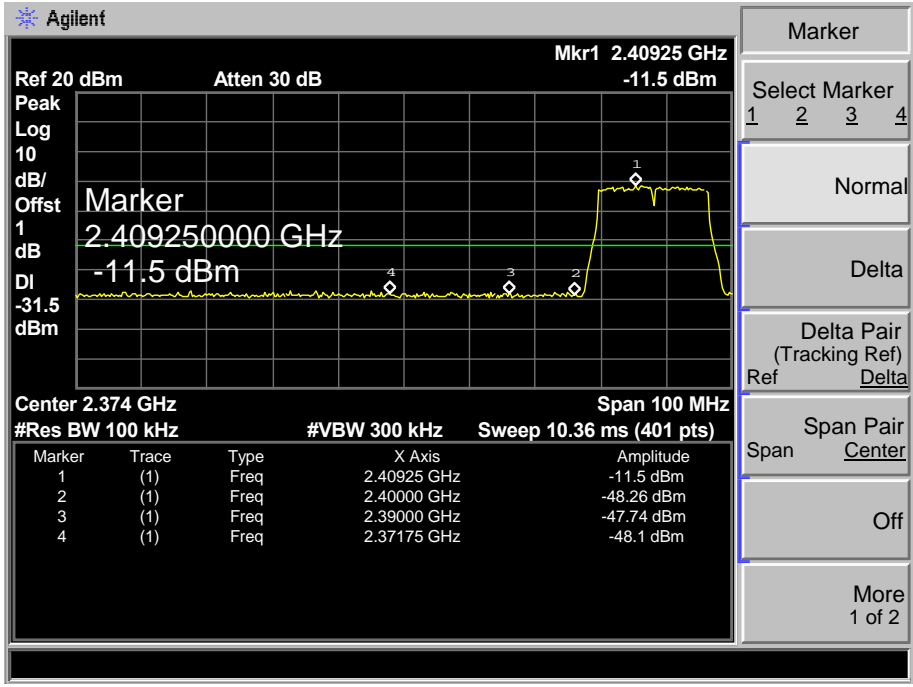 Agilent
Mkr1 2.40925 GHz
Ref 20 dBm Atten 30 dB -11.5 dBm
Peak
Log
10
dB/
Offst
1
dB
DI
-31.5
dBm
Marker
2.409250000 GHz
-11.5 dBm
1
4 3 2
Center 2.374 GHz Span 100 MHz
#Res BW 100 kHz #VBW 300 kHz Sweep 10.36 ms (401 pts)
Marker Trace Type X Axis Amplitude
1 (1) Freq 2.40925 GHz -11.5 dBm
2 (1) Freq 2.40000 GHz -48.26 dBm
3 (1) Freq 2.39000 GHz -47.74 dBm
4 (1) Freq 2.37175 GHz -48.1 dBm
Marker
Select Marker
1 2 3 4
Normal
Delta
Delta Pair
(Tracking Ref)
Ref Delta
Span Pair
Span Center
Off
More
1 of 2